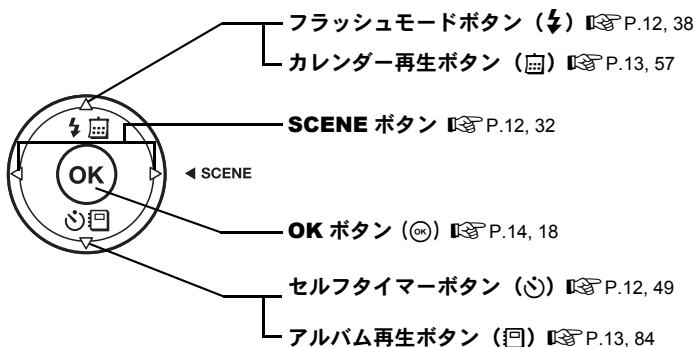 フラッシュモードボタン（⚡）☞P.12, 38
カレンダー再生ボタン（）☞P.13, 57
SCENE ボタン ☞P.12, 32
OK
◀ SCENE
OK ボタン（OK）☞P.14, 18
セルフタイマーボタン（）☞P.12, 49
アルバム再生ボタン（）☞P.13, 84